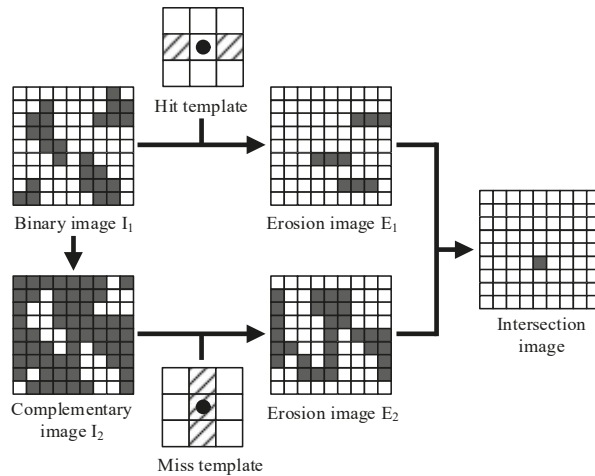 Hit template
Binary image I₁
Erosion image E₁
Intersection
image
Complementary
image I₂
Erosion image E₂
Miss template